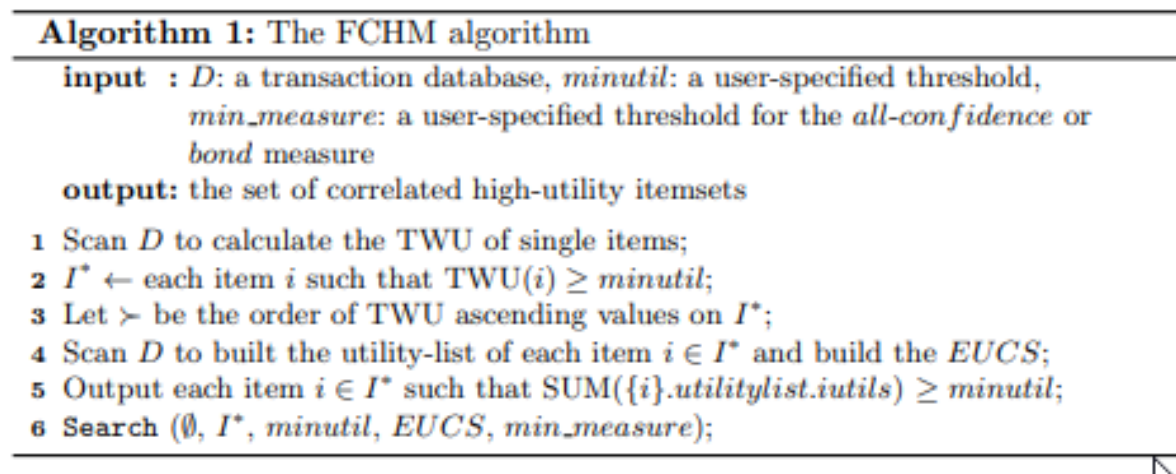 Algorithm 1: The FCHM algorithm
input : D: a transaction database, minutil: a user-specified threshold,
min_measure: a user-specified threshold for the all-confidence or
bond measure
output: the set of correlated high-utility itemsets
1 Scan D to calculate the TWU of single items;
2 I* ← each item i such that TWU(i) ≥ minutil;
3 Let ≻ be the order of TWU ascending values on I*;
4 Scan D to built the utility-list of each item i ∈ I* and build the EUCS;
5 Output each item i ∈ I* such that SUM({i}.utilitylist.iutils) ≥ minutil;
6 Search (∅, I*, minutil, EUCS, min_measure);